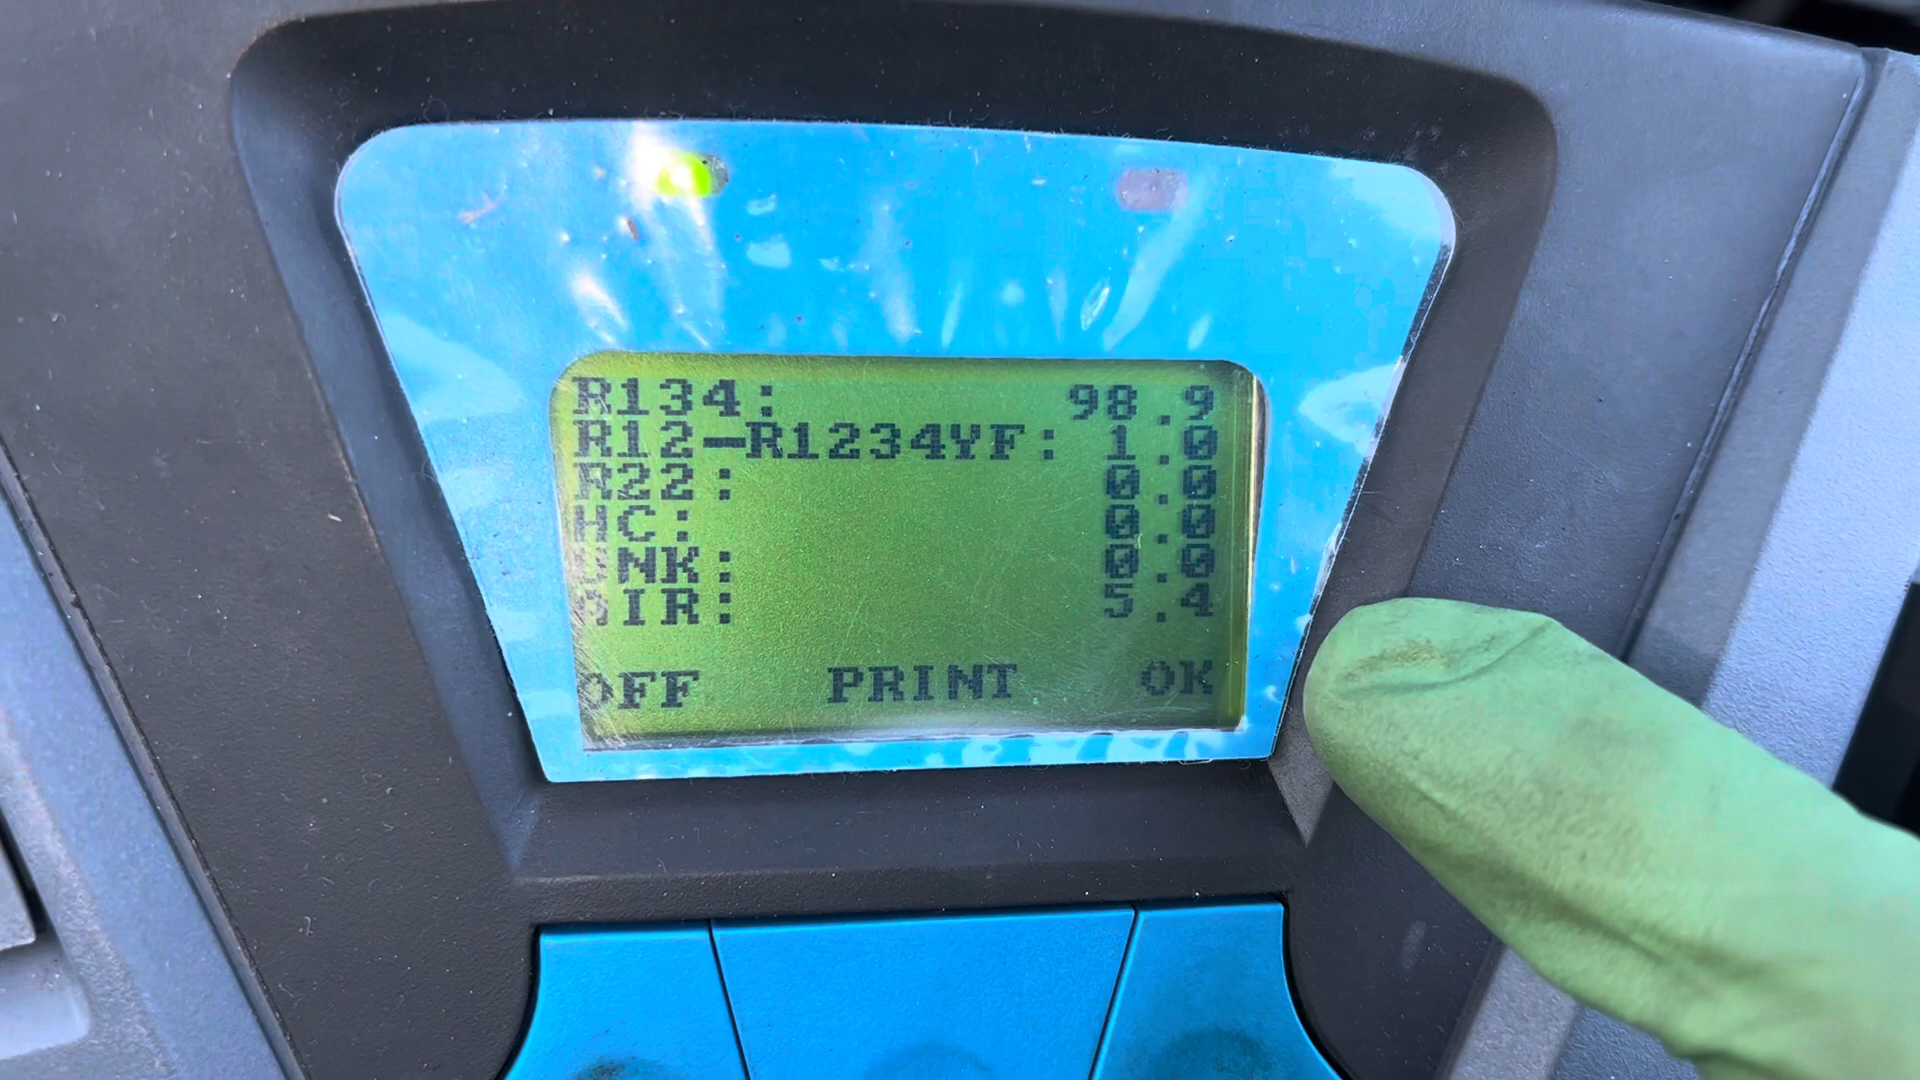 R134: 98.9
R12-R1234YF: 1.0
R22: 0.0
HC: 0.0
UNK: 0.0
AIR: 5.4
OFF PRINT OK